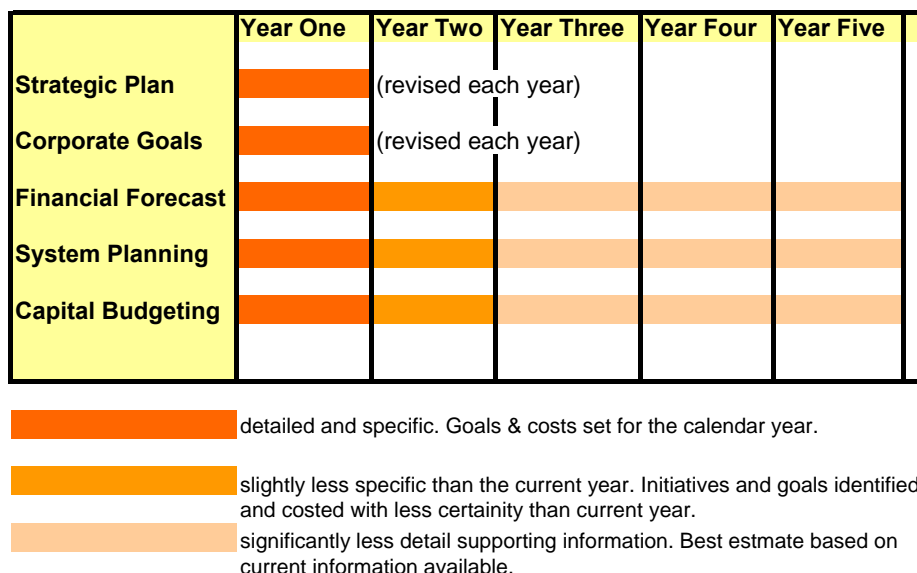 Year One Year Two Year Three Year Four Year Five
Strategic Plan (revised each year)
Corporate Goals (revised each year)
Financial Forecast
System Planning
Capital Budgeting
detailed and specific. Goals & costs set for the calendar year.
slightly less specific than the current year. Initiatives and goals identified
and costed with less certainity than current year.
significantly less detail supporting information. Best estmate based on
current information available.